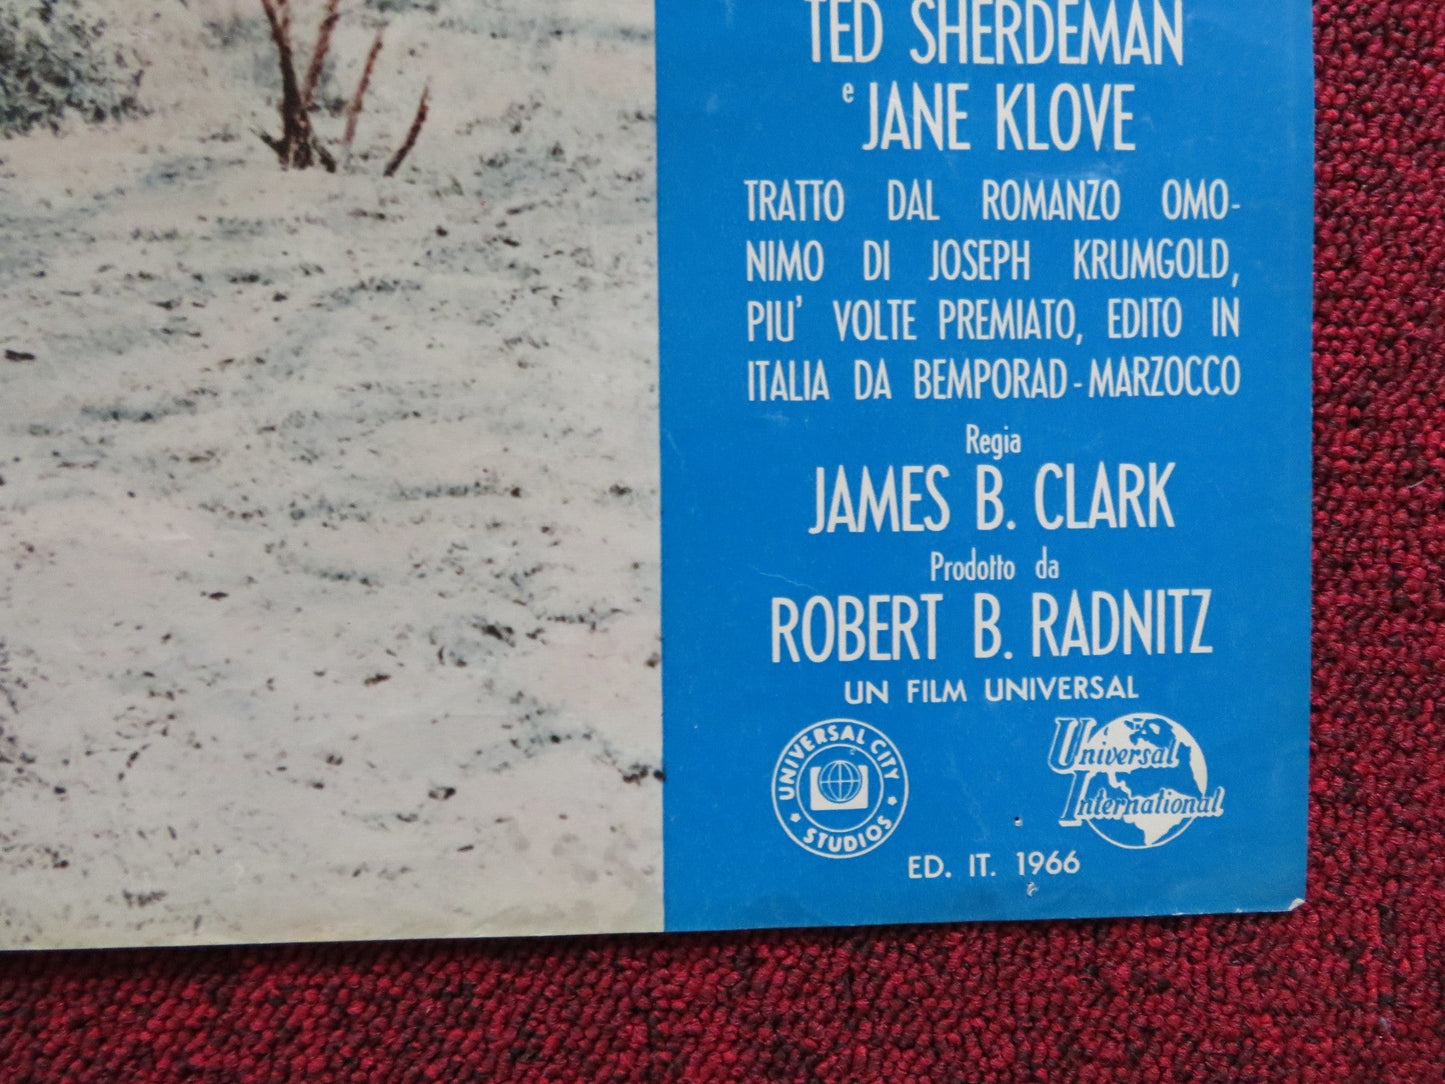 TED SHERDEMAN
e JANE KLOVE
TRATTO DAL ROMANZO OMO-
NIMO DI JOSEPH KRUMGOLD,
PIU' VOLTE PREMIATO, EDITO IN
ITALIA DA BEMPORAD-MARZOCCO
Regia
JAMES B. CLARK
Prodotto da
ROBERT B. RADNITZ
UN FILM UNIVERSAL
UNIVERSAL CITY
STUDIOS
Universal
International
ED. IT. 1966